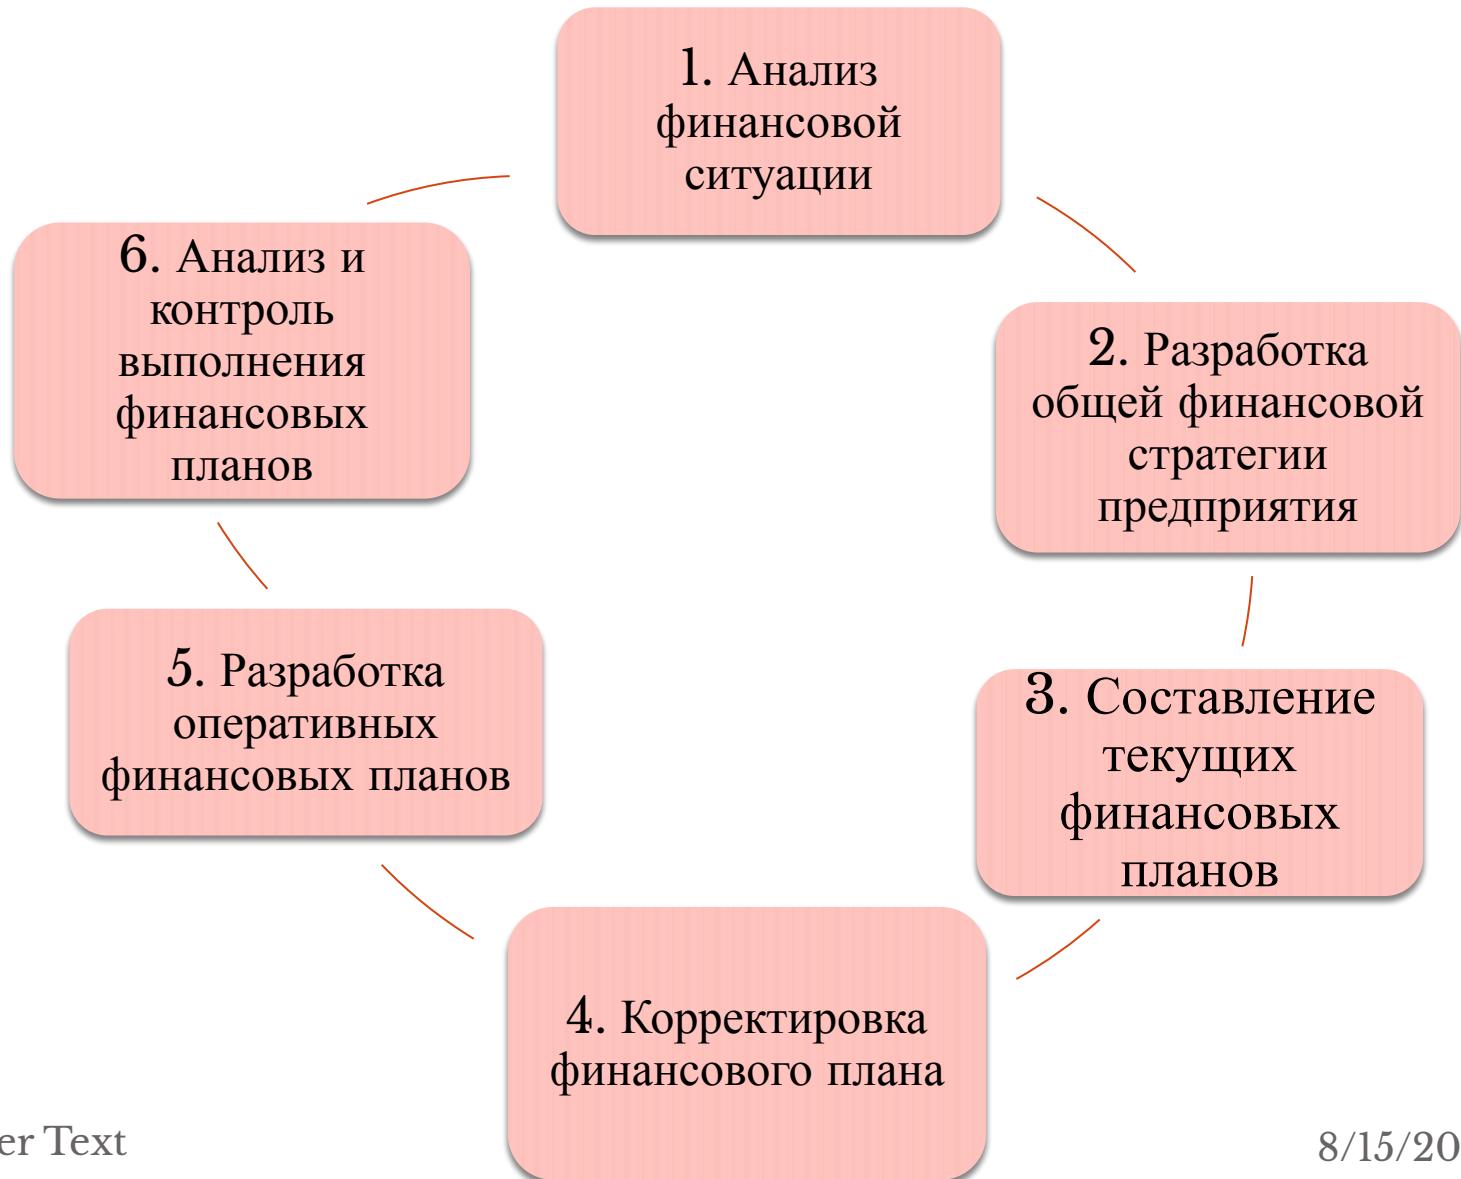 1. Анализ
финансовой
ситуации
2. Разработка
общей финансовой
стратегии
предприятия
3. Составление
текущих
финансовых
планов
4. Корректировка
финансового плана
5. Разработка
оперативных
финансовых планов
6. Анализ и
контроль
выполнения
финансовых
планов
er Text
8/15/20